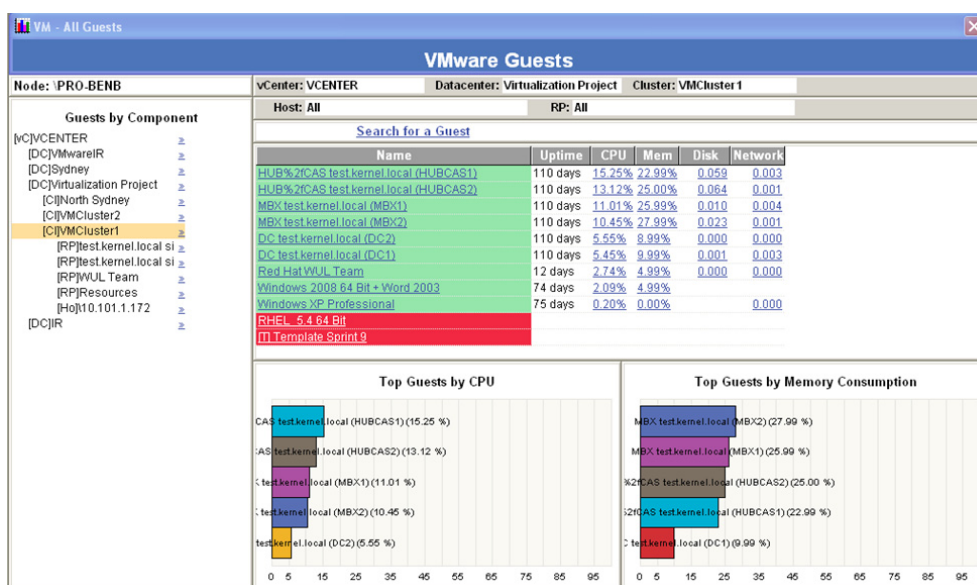 VM - All Guests
VMware Guests
Node: \PRO-BENB
vCenter: VCENTER Datacenter: Virtualization Project Cluster: VMCluster1
Host: All RP: All
Guests by Component
[vC]VCENTER »
[DC]VMwareIR »
[DC]Sydney »
[DC]Virtualization Project »
[Cl]North Sydney »
[Cl]VMCluster2 »
[Cl]VMCluster1 »
[RP]test.kernel.local si »
[RP]test.kernel.local si »
[RP]WUL Team »
[RP]Resources »
[Ho]\10.101.1.172 »
[DC]IR »
Search for a Guest
Name Uptime CPU Mem Disk Network
HUB%2fCAS test.kernel.local (HUBCAS1) 110 days 15.25% 22.99% 0.059 0.003
HUB%2fCAS test.kernel.local (HUBCAS2) 110 days 13.12% 25.00% 0.064 0.001
MBX test.kernel.local (MBX1) 110 days 11.01% 25.99% 0.010 0.004
MBX test.kernel.local (MBX2) 110 days 10.45% 27.99% 0.023 0.001
DC test.kernel.local (DC2) 110 days 5.55% 8.99% 0.000 0.000
DC test.kernel.local (DC1) 110 days 5.45% 9.99% 0.001 0.003
Red Hat WUL Team 12 days 2.74% 4.99% 0.000 0.000
Windows 2008 64 Bit + Word 2003 74 days 2.09% 4.99%
Windows XP Professional 75 days 0.20% 0.00% 0.000
RHEL 5.4 64 Bit
[T] Template Sprint 9
Top Guests by CPU
CAS test.kernel.local (HUBCAS1) (15.25 %)
CAS test.kernel.local (HUBCAS2) (13.12 %)
test.kernel.local (MBX1) (11.01 %)
test.kernel.local (MBX2) (10.45 %)
test.kernel.local (DC2) (5.55 %)
0 5 15 25 35 45 55 65 75 85 95
Top Guests by Memory Consumption
MBX test.kernel.local (MBX2) (27.99 %)
MBX test.kernel.local (MBX1) (25.99 %)
%2fCAS test.kernel.local (HUBCAS2) (25.00 %)
2fCAS test.kernel.local (HUBCAS1) (22.99 %)
test.kernel.local (DC1) (9.99 %)
0 5 15 25 35 45 55 65 75 85 95